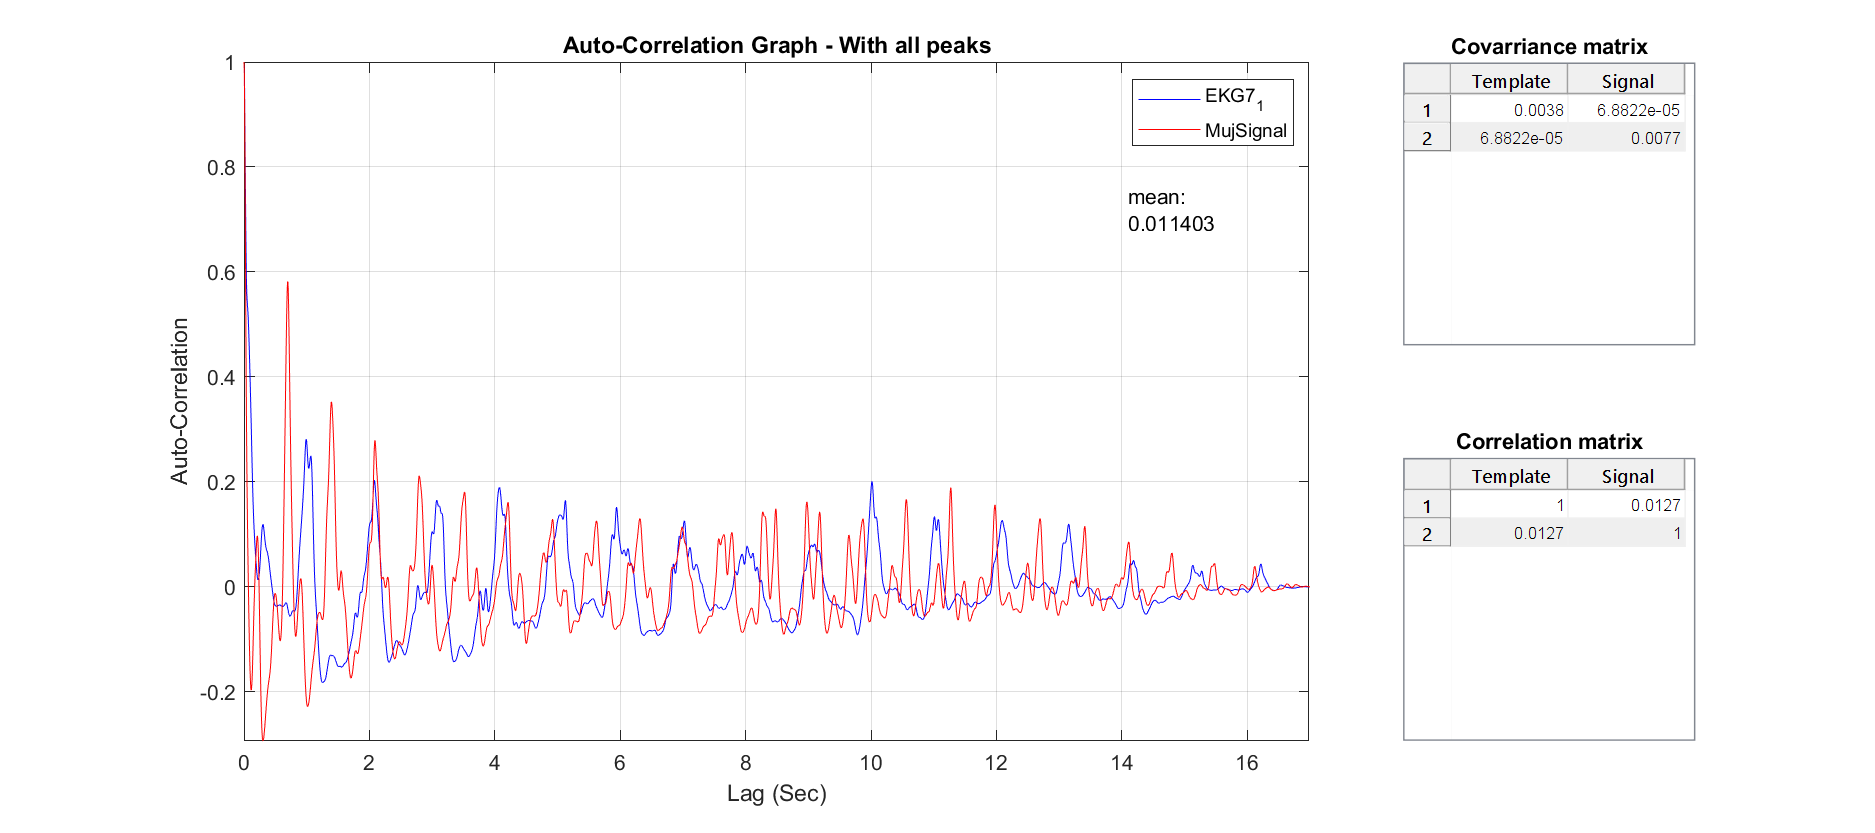 Auto-Correlation Graph - With all peaks
1
0.8
0.6
0.4
0.2
0
-0.2
Auto-Correlation
0 2 4 6 8 10 12 14 16
Lag (Sec)
EKG7₁
MujSignal
mean:
0.011403
Covarriance matrix
Template Signal
1 0.0038 6.8822e-05
2 6.8822e-05 0.0077
Correlation matrix
Template Signal
1 1 0.0127
2 0.0127 1